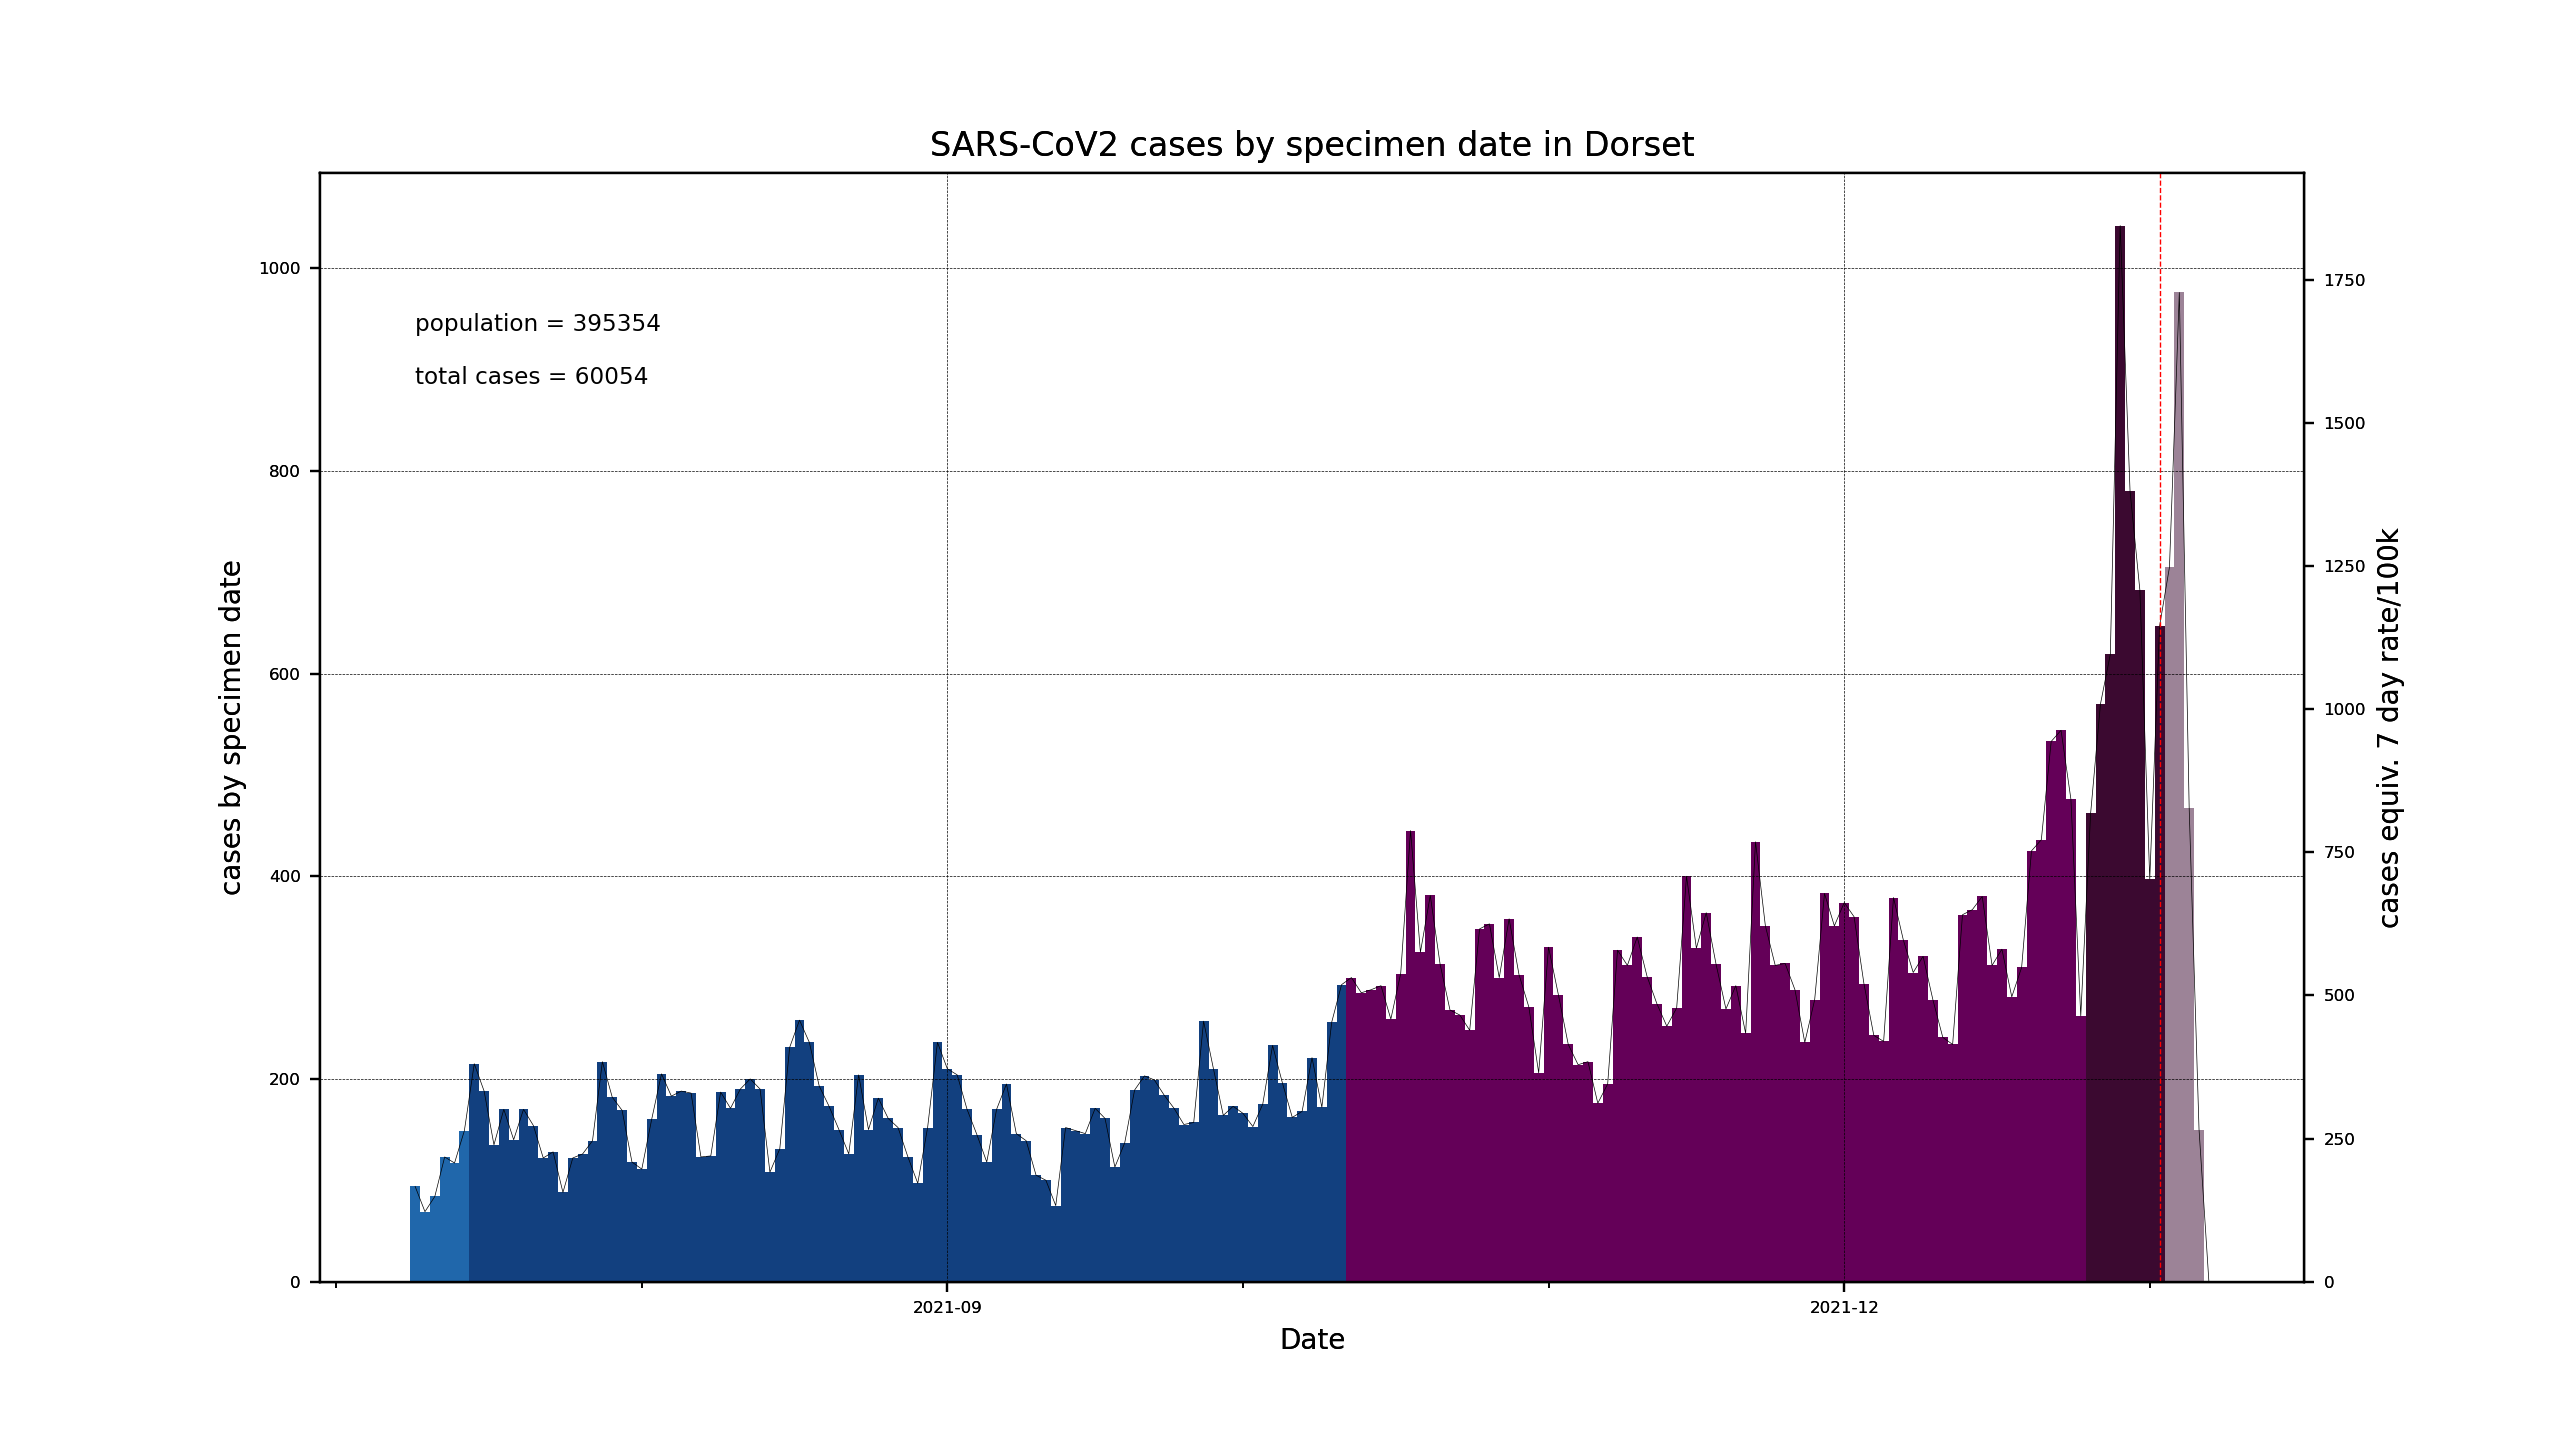 SARS-CoV2 cases by specimen date in Dorset
population = 395354
total cases = 60054
cases by specimen date
1000
800
600
400
200
0
1750
1500
1250
1000
750
500
250
0
cases equiv. 7 day rate/100k
2021-09
2021-12
Date